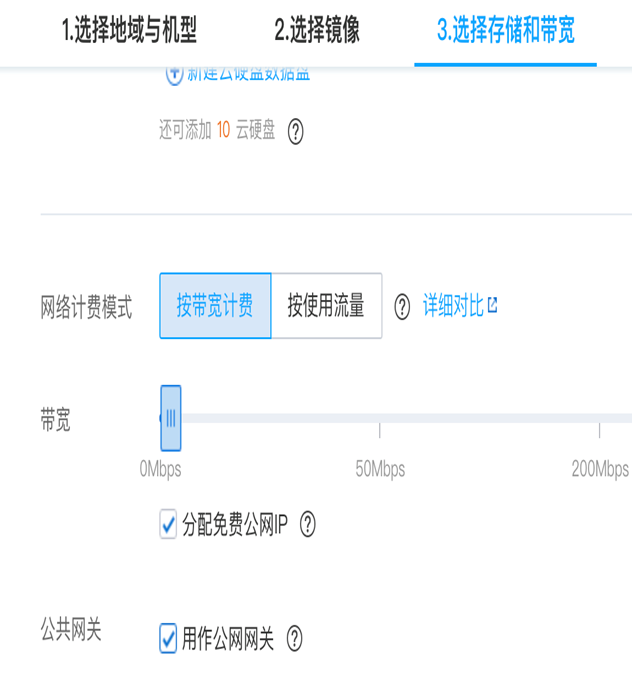 1.选择地域与机型 2.选择镜像 3.选择存储和带宽
新建云硬盘数据盘
还可添加 10 云硬盘
网络计费模式 按带宽计费 按使用流量 详细对比
带宽
0Mbps 50Mbps 200Mbps
分配免费公网IP
公共网关 用作公网网关